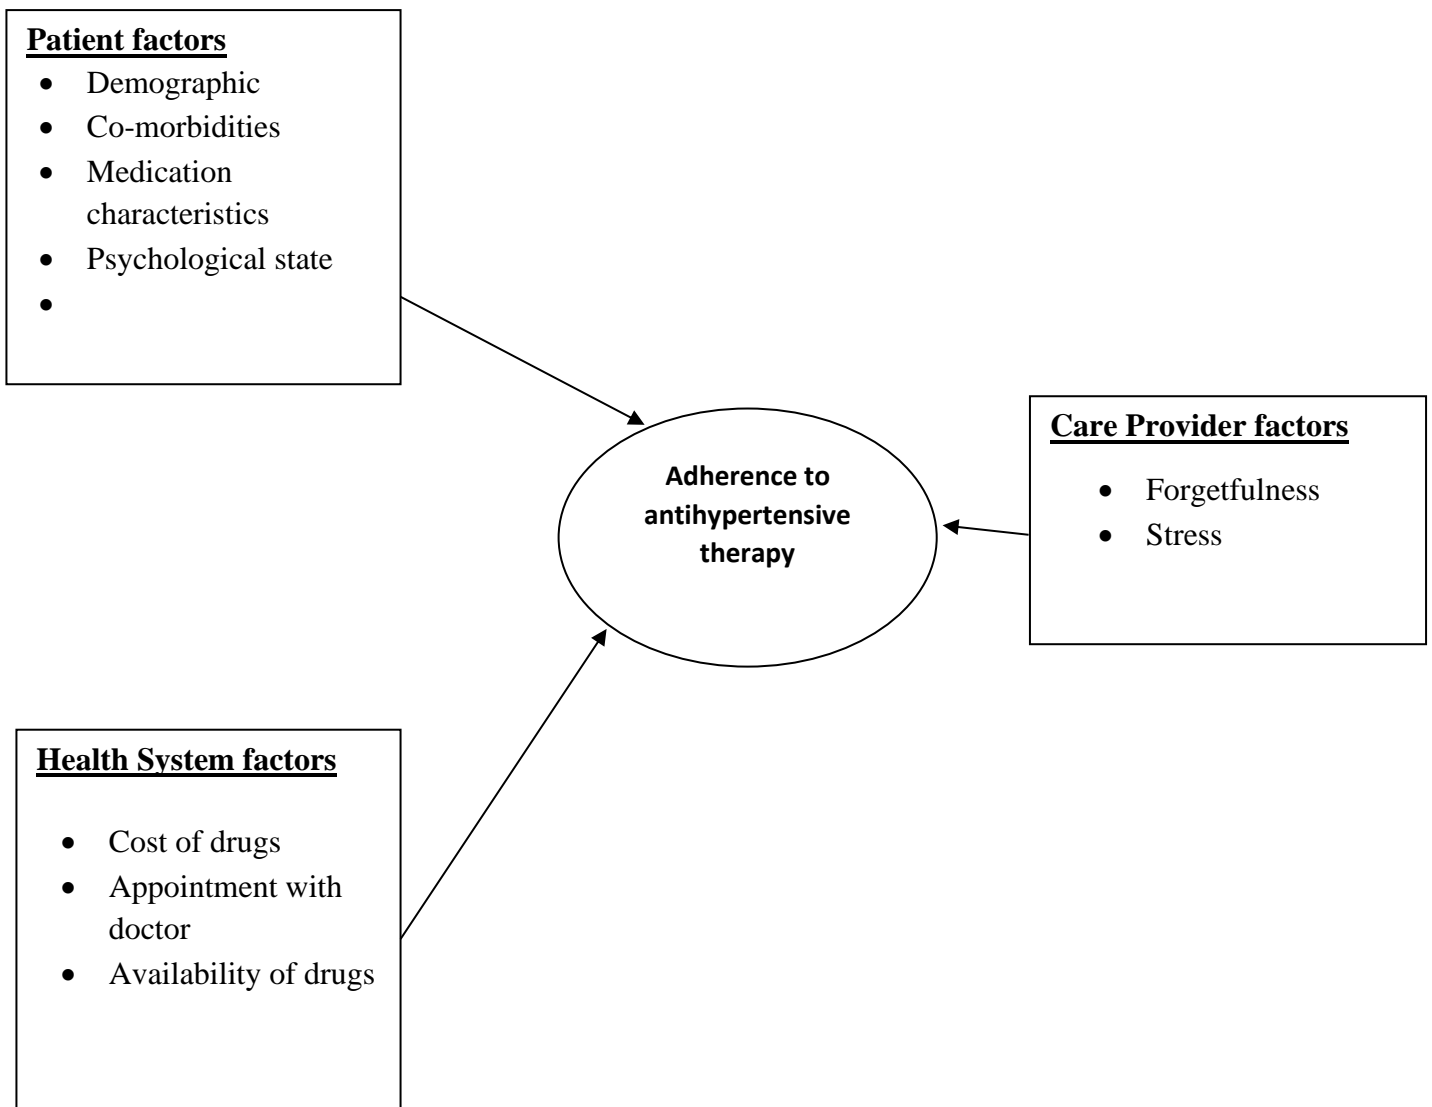 Patient factors
• Demographic
• Co-morbidities
• Medication
characteristics
• Psychological state
•
Adherence to
antihypertensive
therapy
Care Provider factors
• Forgetfulness
• Stress
Health System factors
• Cost of drugs
• Appointment with
doctor
• Availability of drugs